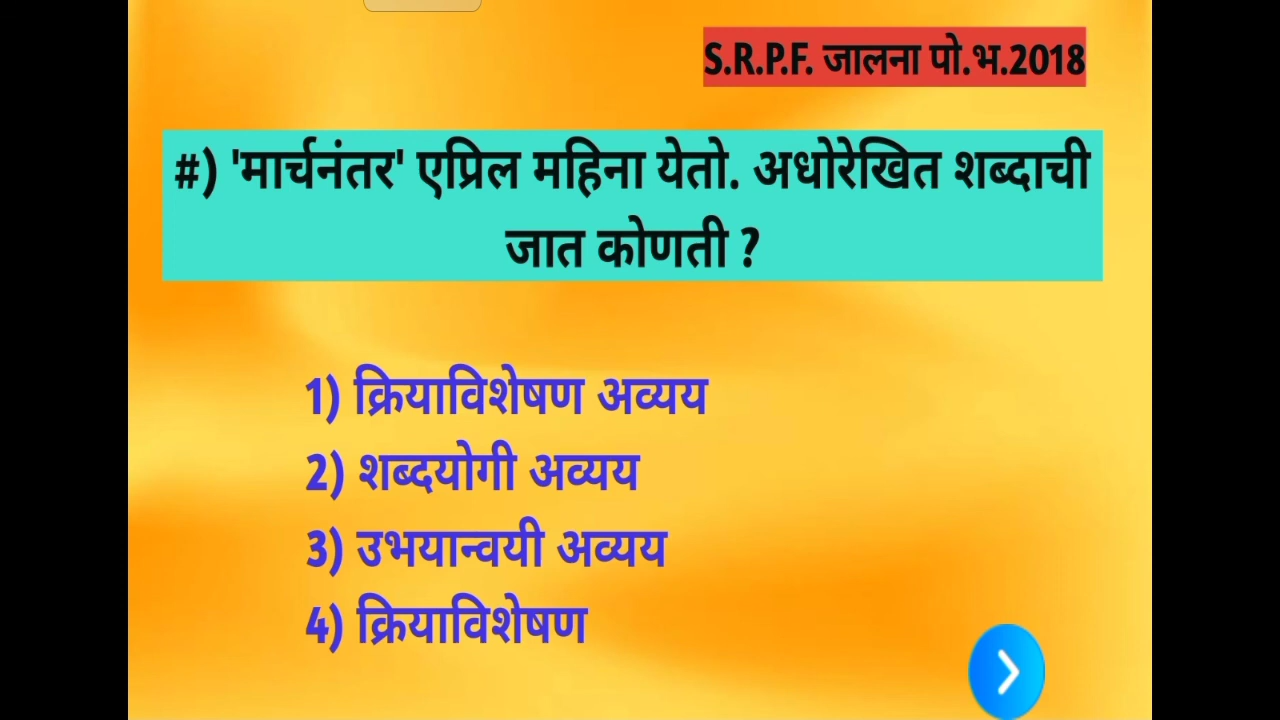 S.R.P.F. जालना पो.भ.2018
#) 'मार्चनंतर' एप्रिल महिना येतो. अधोरेखित शब्दाची
जात कोणती ?
1) क्रियाविशेषण अव्यय
2) शब्दयोगी अव्यय
3) उभयान्वयी अव्यय
4) क्रियाविशेषण